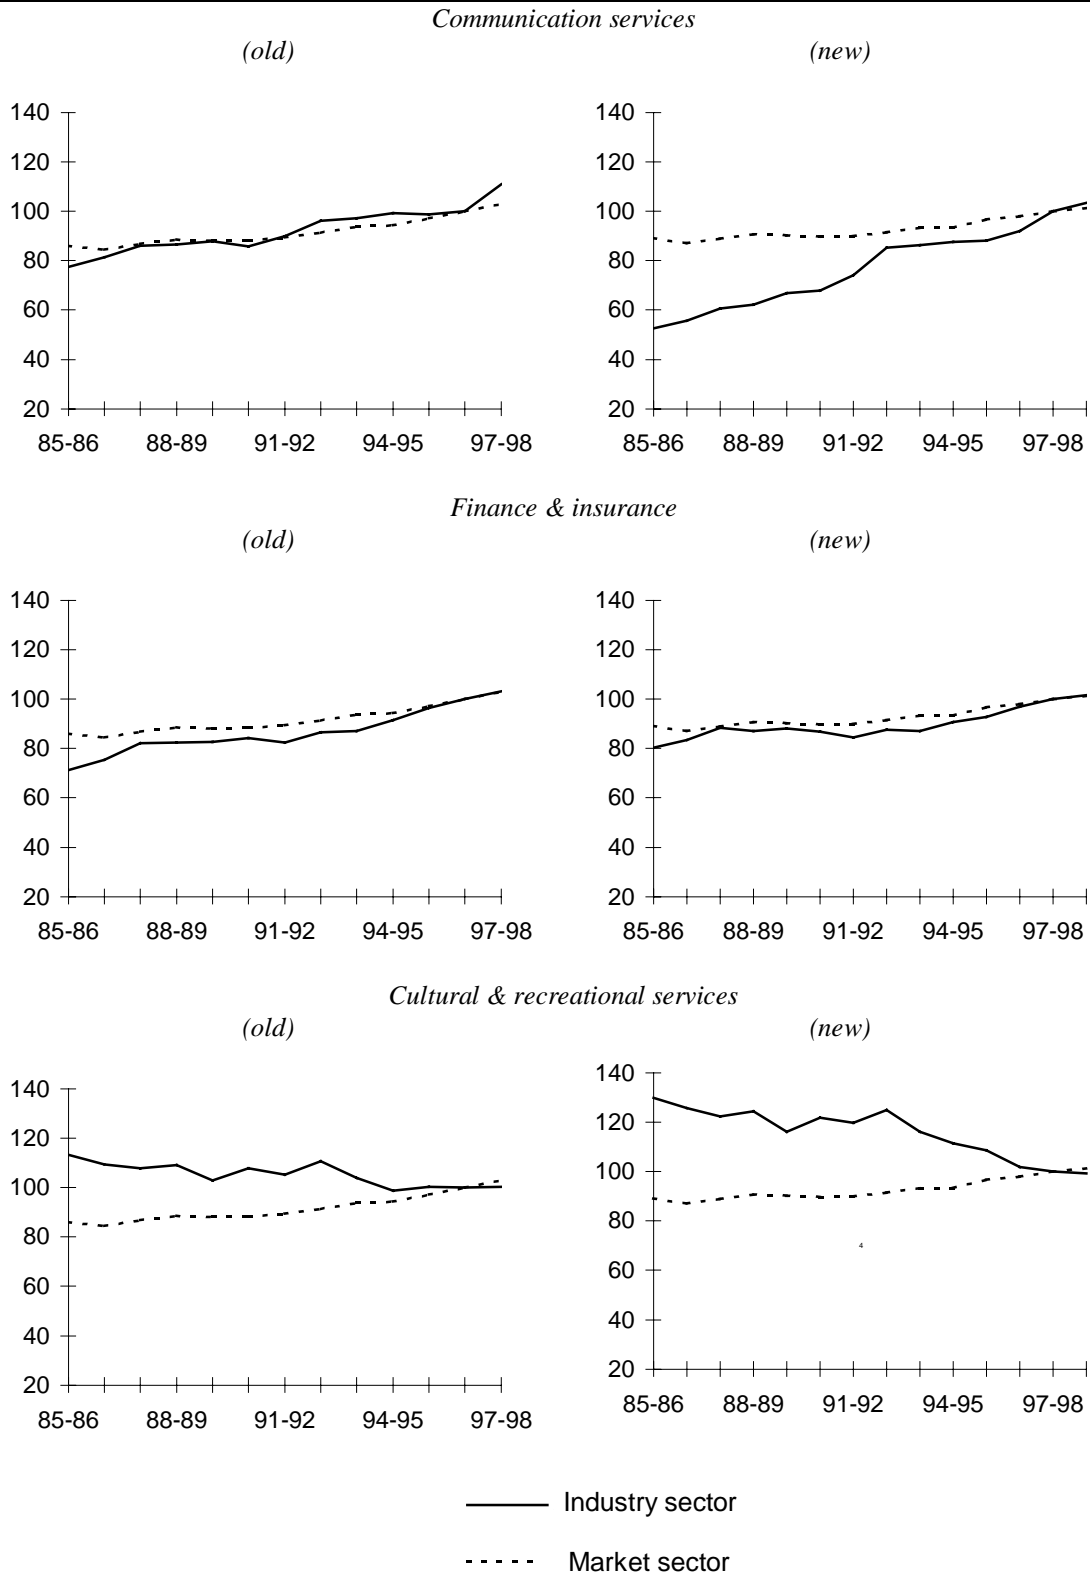 Communication services
(old)
(new)
140
120
100
80
60
40
20
85-86 88-89 91-92 94-95 97-98
140
120
100
80
60
40
20
85-86 88-89 91-92 94-95 97-98
Finance & insurance
(old)
(new)
140
120
100
80
60
40
20
85-86 88-89 91-92 94-95 97-98
140
120
100
80
60
40
20
85-86 88-89 91-92 94-95 97-98
Cultural & recreational services
(old)
(new)
140
120
100
80
60
40
20
85-86 88-89 91-92 94-95 97-98
140
120
100
80
60
40
20
85-86 88-89 91-92 94-95 97-98
4
Industry sector
Market sector